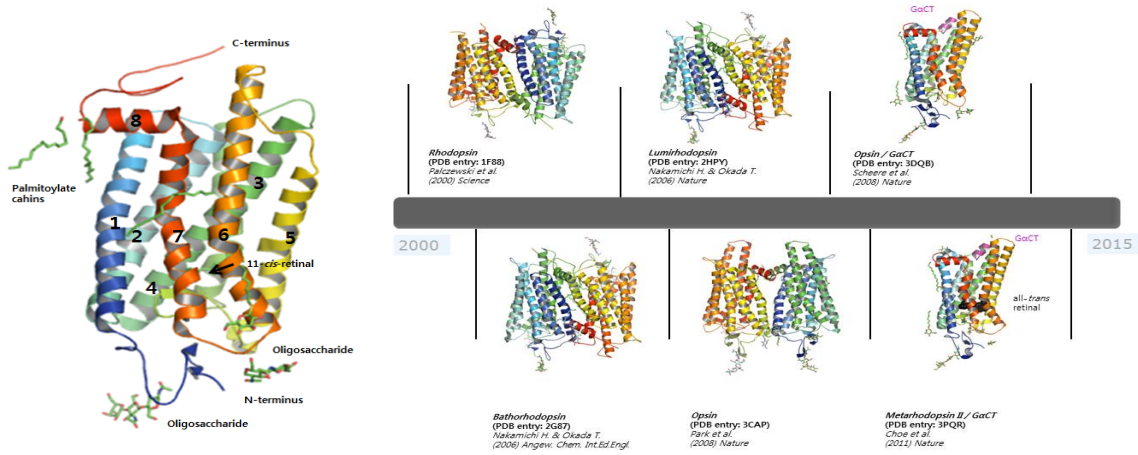 C-terminus
8
Palmitoylate
cahins
3
1
2
7
6
5
11-cis-retinal
4
Oligosaccharide
N-terminus
Oligosaccharide
GαCT
Rhodopsin
(PDB entry: 1F88)
Palczewski et al.
(2000) Science
Lumirhodopsin
(PDB entry: 2HPY)
Nakamichi H. & Okada T.
(2006) Nature
Opsin / GαCT
(PDB entry: 3DQB)
Scheere et al.
(2008) Nature
2000
2015
GαCT
all-trans
retinal
Bathorhodopsin
(PDB entry: 2G87)
Nakamichi H. & Okada T.
(2006) Angew. Chem. Int.Ed.Engl.
Opsin
(PDB entry: 3CAP)
Park et al.
(2008) Nature
Metarhodopsin II / GαCT
(PDB entry: 3PQR)
Choe et al.
(2011) Nature